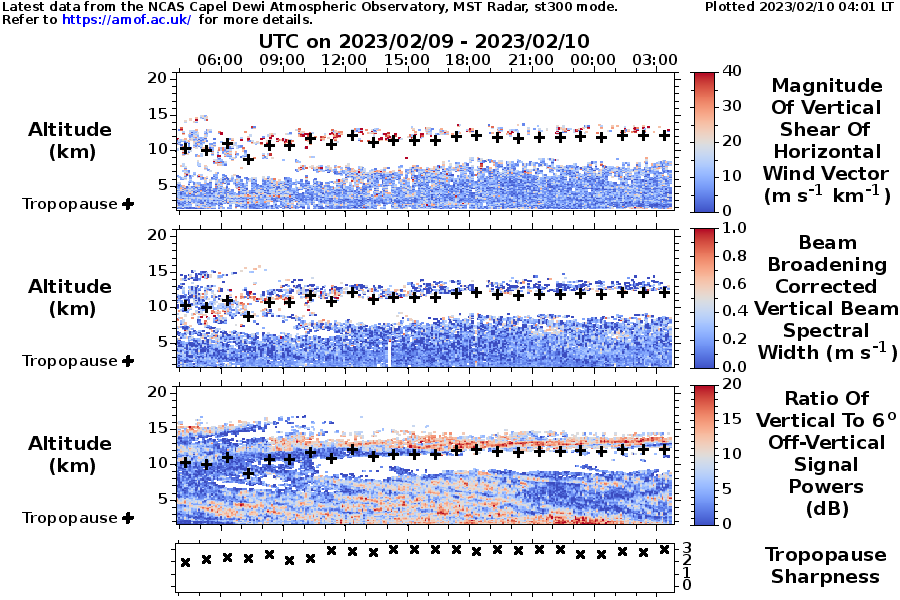 Latest data from the NCAS Capel Dewi Atmospheric Observatory, MST Radar, st300 mode.
Plotted 2023/02/10 04:01 LT
Refer to https://amof.ac.uk/ for more details.
UTC on 2023/02/09 - 2023/02/10
06:00 09:00 12:00 15:00 18:00 21:00 00:00 03:00
20
15
10
5
Altitude
(km)
Tropopause
40
30
20
10
0
Magnitude
Of Vertical
Shear Of
Horizontal
Wind Vector
(m s-1 km-1)
20
15
10
5
Altitude
(km)
Tropopause
1.0
0.8
0.6
0.4
0.2
0.0
Beam
Broadening
Corrected
Vertical Beam
Spectral
Width (m s-1)
20
15
10
5
Altitude
(km)
Tropopause
20
15
10
5
0
Ratio Of
Vertical To 6o
Off-Vertical
Signal
Powers
(dB)
3
2
1
0
Tropopause
Sharpness